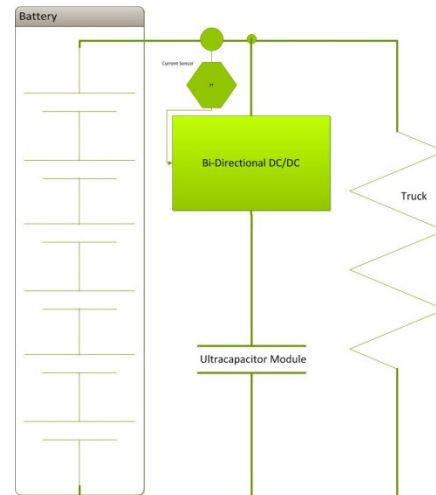 Battery
Current Sensor
Bi-Directional DC/DC
Truck
Ultracapacitor Module